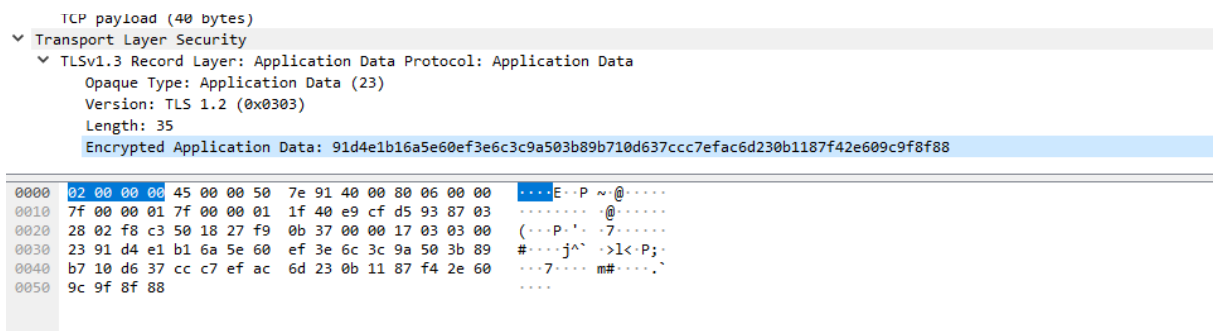 TCP payload (40 bytes)
Transport Layer Security
TLSv1.3 Record Layer: Application Data Protocol: Application Data
Opaque Type: Application Data (23)
Version: TLS 1.2 (0x0303)
Length: 35
Encrypted Application Data: 91d4e1b16a5e60ef3e6c3c9a503b89b710d637ccc7efac6d230b1187f42e609c9f8f88
0000 02 00 00 00 45 00 00 50 7e 91 40 00 80 06 00 00 ····E··P ~·@·····
0010 7f 00 00 01 7f 00 00 01 1f 40 e9 cf d5 93 87 03 ········ ·@······
0020 28 02 f8 c3 50 18 27 f9 0b 37 00 00 17 03 03 00 (···P·'· ·7······
0030 23 91 d4 e1 b1 6a 5e 60 ef 3e 6c 3c 9a 50 3b 89 #····j^` ·>l<·P;·
0040 b7 10 d6 37 cc c7 ef ac 6d 23 0b 11 87 f4 2e 60 ···7···· m#····.`
0050 9c 9f 8f 88 ····